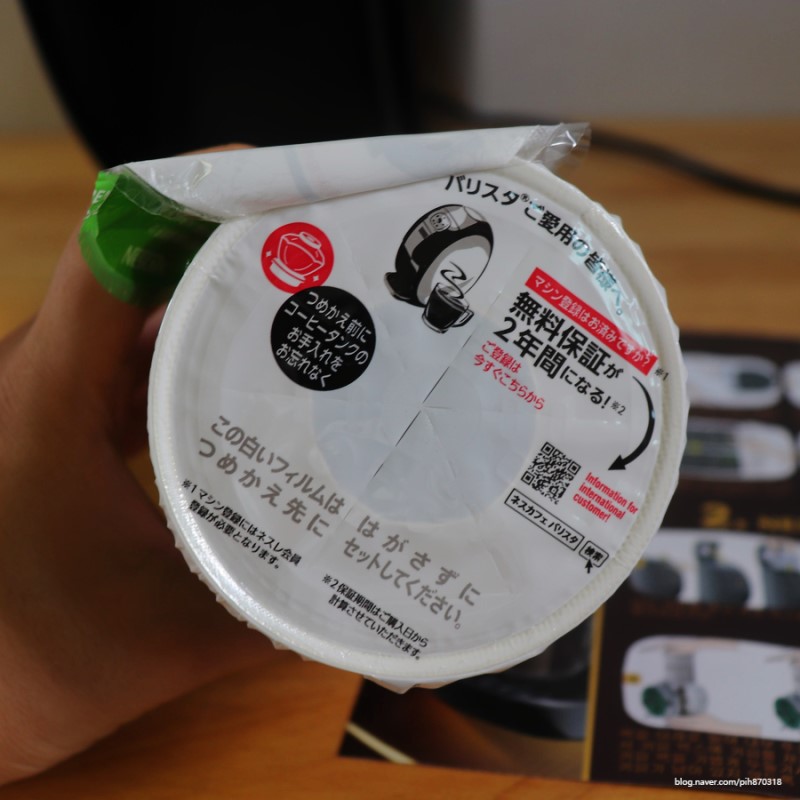 バリスタ®ご愛用の皆様へ。
マシン登録はお済みですか?※1
無料保証が
2年間になる!※2
ご登録は
今すぐこちらから
つめかえ前に
コーヒータンクの
お手入れを
お忘れなく
Information for
international
customer!
ネスカフェ バリスタ 検索
この白いフィルムは はがさずに
つめかえ先に セットしてください。
※1 マシン登録にはネスレ会員
登録が必要となります。
※2 保証期間はご購入日から
計算させていただきます。
blog.naver.com/pih870318